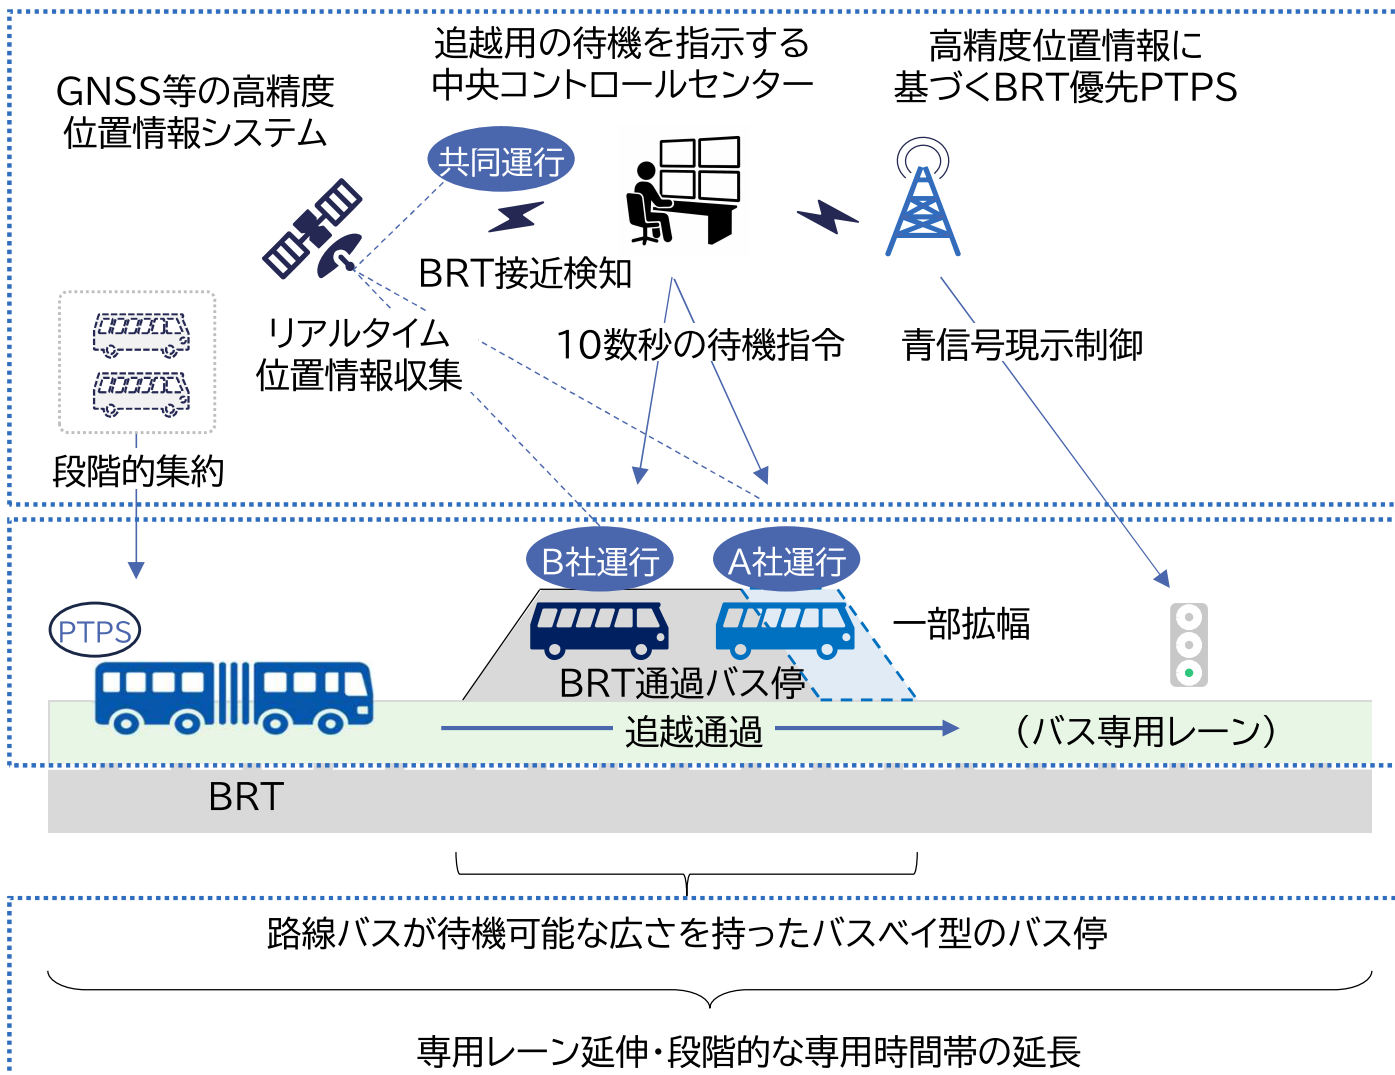 GNSS等の高精度
位置情報システム
追越用の待機を指示する
中央コントロールセンター
高精度位置情報に
基づくBRT優先PTPS
共同運行
BRT接近検知
リアルタイム
位置情報収集
10数秒の待機指令
青信号現示制御
段階的集約
B社運行
A社運行
PTPS
一部拡幅
BRT通過バス停
追越通過
（バス専用レーン）
BRT
路線バスが待機可能な広さを持ったバスベイ型のバス停
専用レーン延伸・段階的な専用時間帯の延長